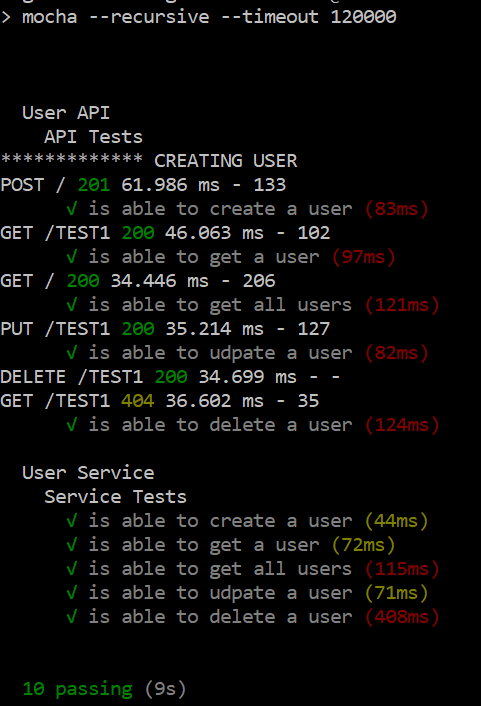 > mocha --recursive --timeout 120000
User API
API Tests
************* CREATING USER
POST / 201 61.986 ms - 133
√ is able to create a user (83ms)
GET /TEST1 200 46.063 ms - 102
√ is able to get a user (97ms)
GET / 200 34.446 ms - 206
√ is able to get all users (121ms)
PUT /TEST1 200 35.214 ms - 127
√ is able to udpate a user (82ms)
DELETE /TEST1 200 34.699 ms - -
GET /TEST1 404 36.602 ms - 35
√ is able to delete a user (124ms)
User Service
Service Tests
√ is able to create a user (44ms)
√ is able to get a user (72ms)
√ is able to get all users (115ms)
√ is able to udpate a user (71ms)
√ is able to delete a user (408ms)
10 passing (9s)